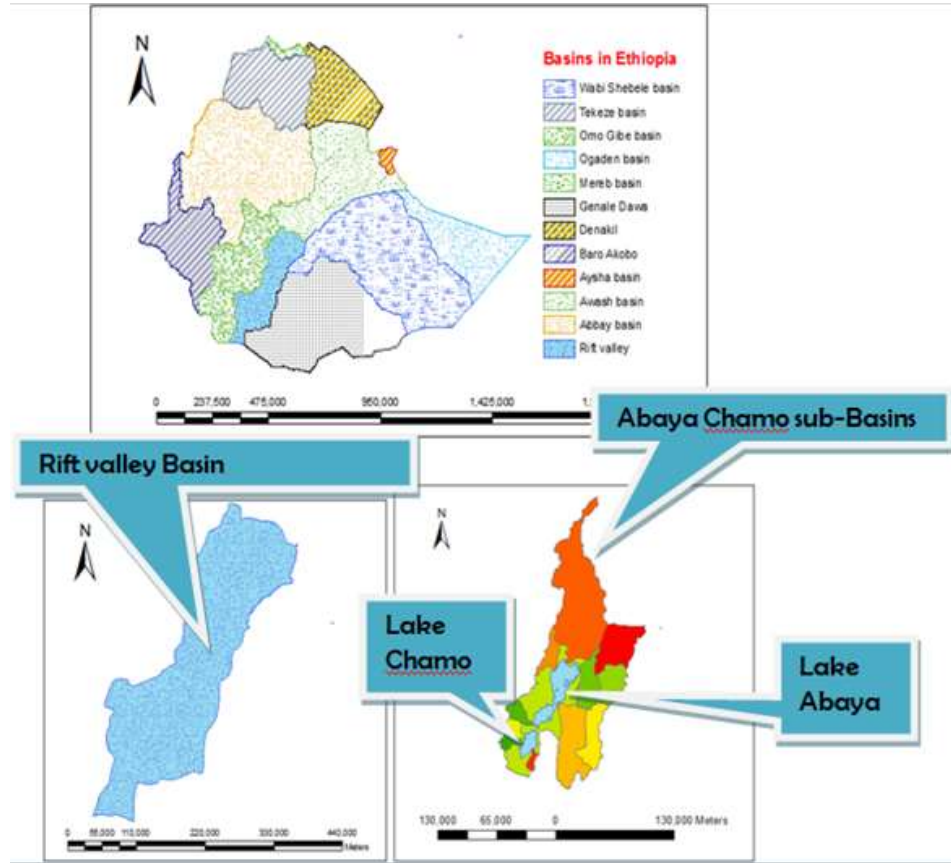 N
Basins in Ethiopia
Wabi Shebele basin
Tekeze basin
Omo Gibe basin
Ogaden basin
Mereb basin
Genale Dawa
Denakil
Baro Akobo
Aysha basin
Awash basin
Abbay basin
Rift valley
0 237,500 475,000 950,000 1,425,000
Abaya Chamo sub-Basins
Rift valley Basin
N
N
Lake
Chamo
Lake
Abaya
0 110,000 220,000 330,000 440,000
Meters
130,000 65,000 0 130,000 Meters